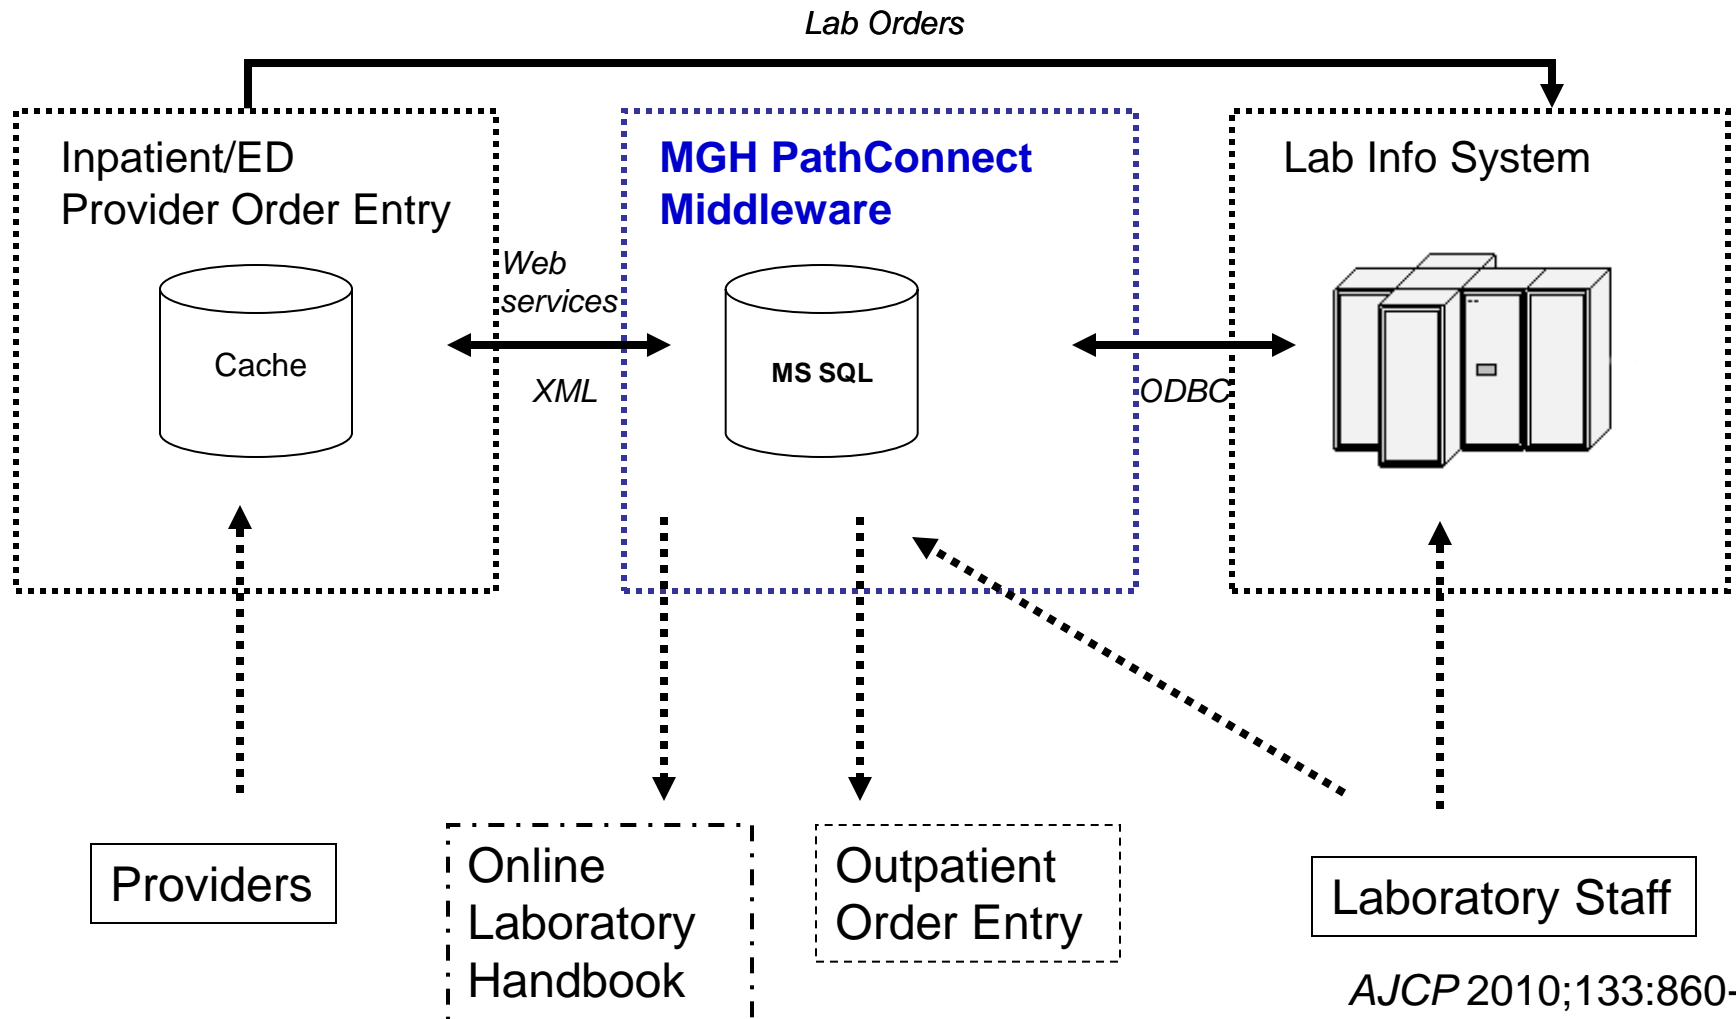 Lab Orders
Inpatient/ED
Provider Order Entry
MGH PathConnect
Middleware
Lab Info System
Web
services
Cache
MS SQL
XML
ODBC
Providers
Online
Laboratory
Handbook
Outpatient
Order Entry
Laboratory Staff
AJCP 2010;133:860-